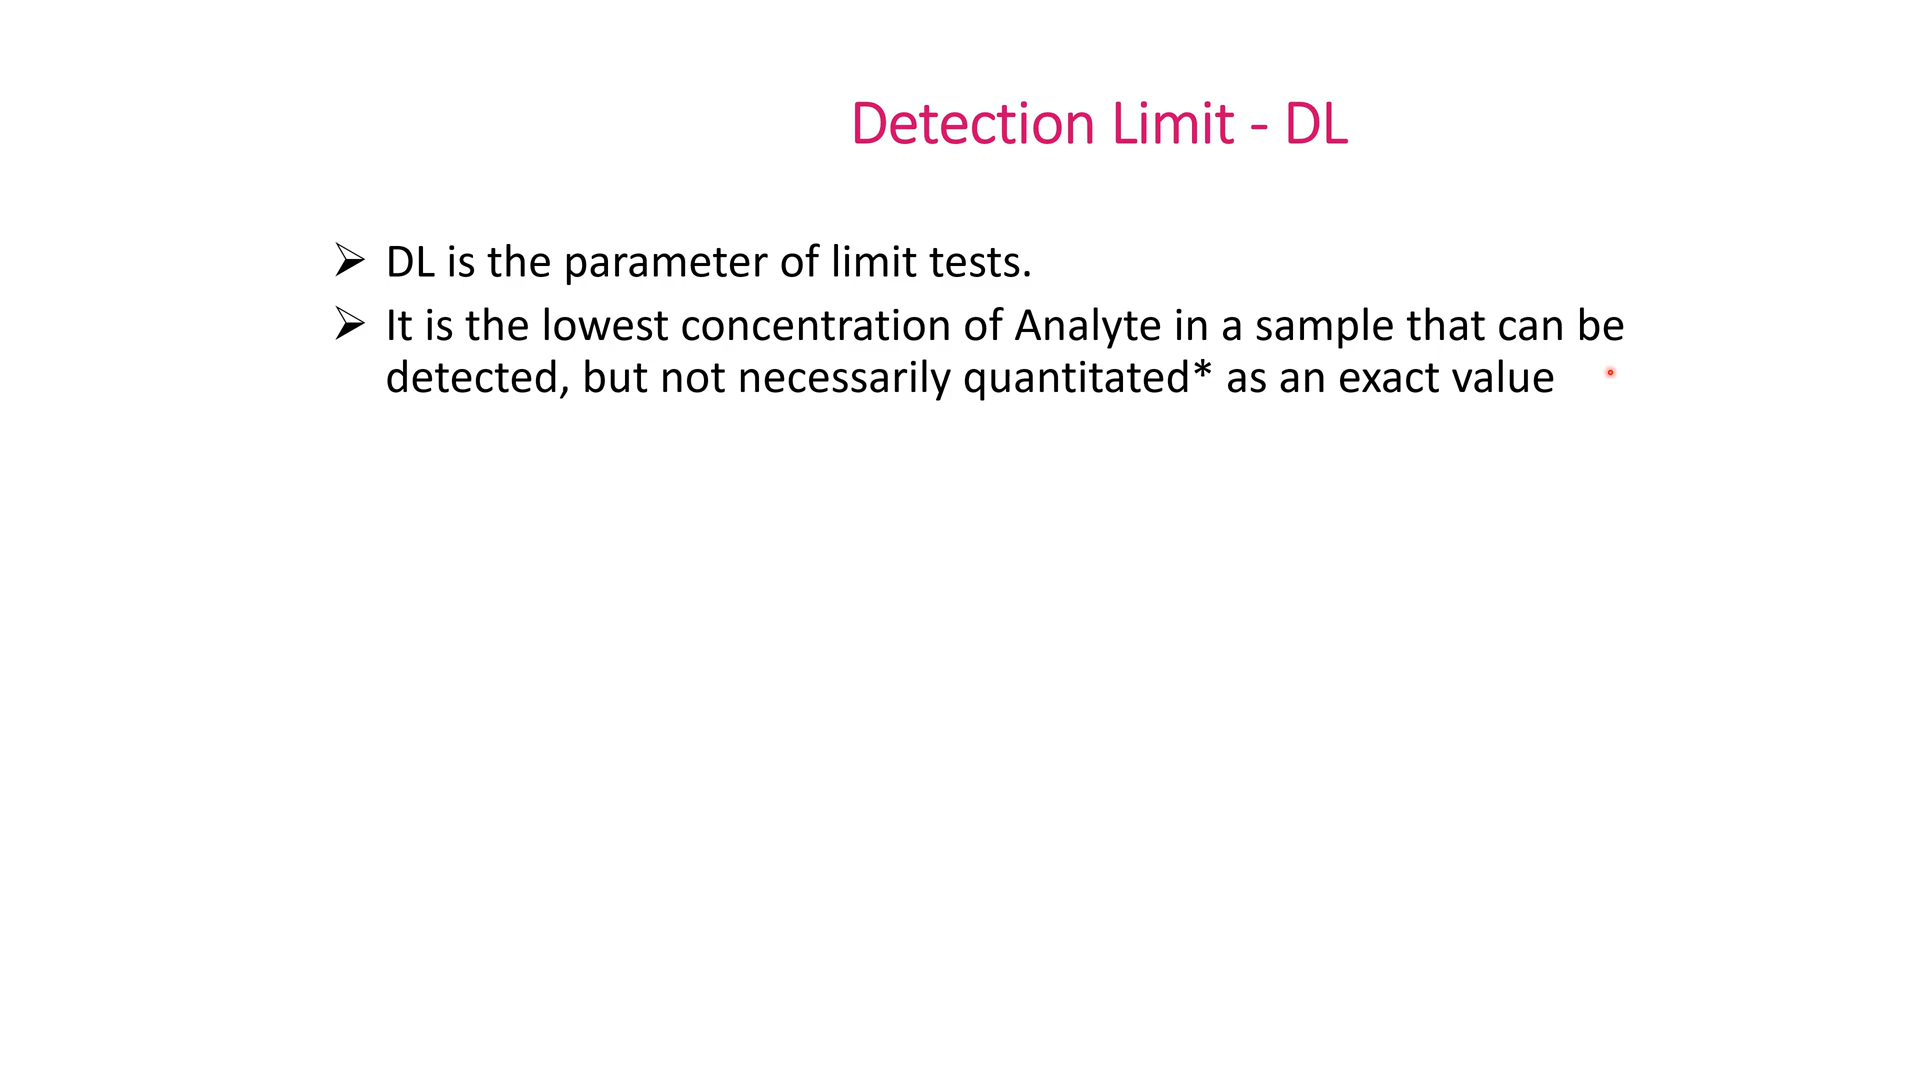 Detection Limit - DL
➢ DL is the parameter of limit tests.
➢ It is the lowest concentration of Analyte in a sample that can be
detected, but not necessarily quantitated* as an exact value